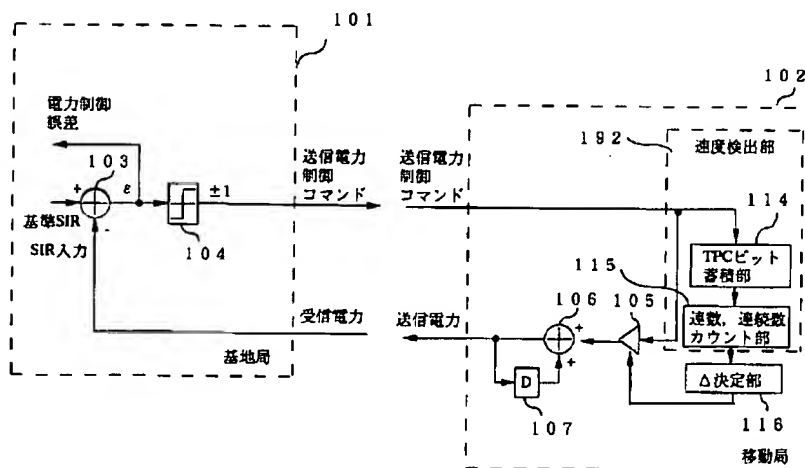 101
電力制御
誤差
103
+
ε
±1
基準SIR
SIR入力
104
送信電力
制御
コマンド
受信電力
基地局
102
192
速度検出部
送信電力
制御
コマンド
114
TPCビット
蓄積部
115
連数,連続数
カウント部
106
105
+
+
送信電力
D
107
Δ決定部
116
移動局